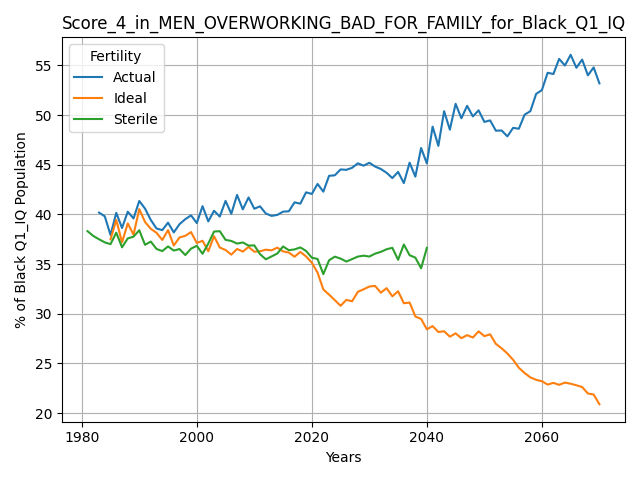 Score_4_in_MEN_OVERWORKING_BAD_FOR_FAMILY_for_Black_Q1_IQ
Fertility
Actual
Ideal
Sterile
% of Black Q1_IQ Population
55
50
45
40
35
30
25
20
1980 2000 2020 2040 2060
Years